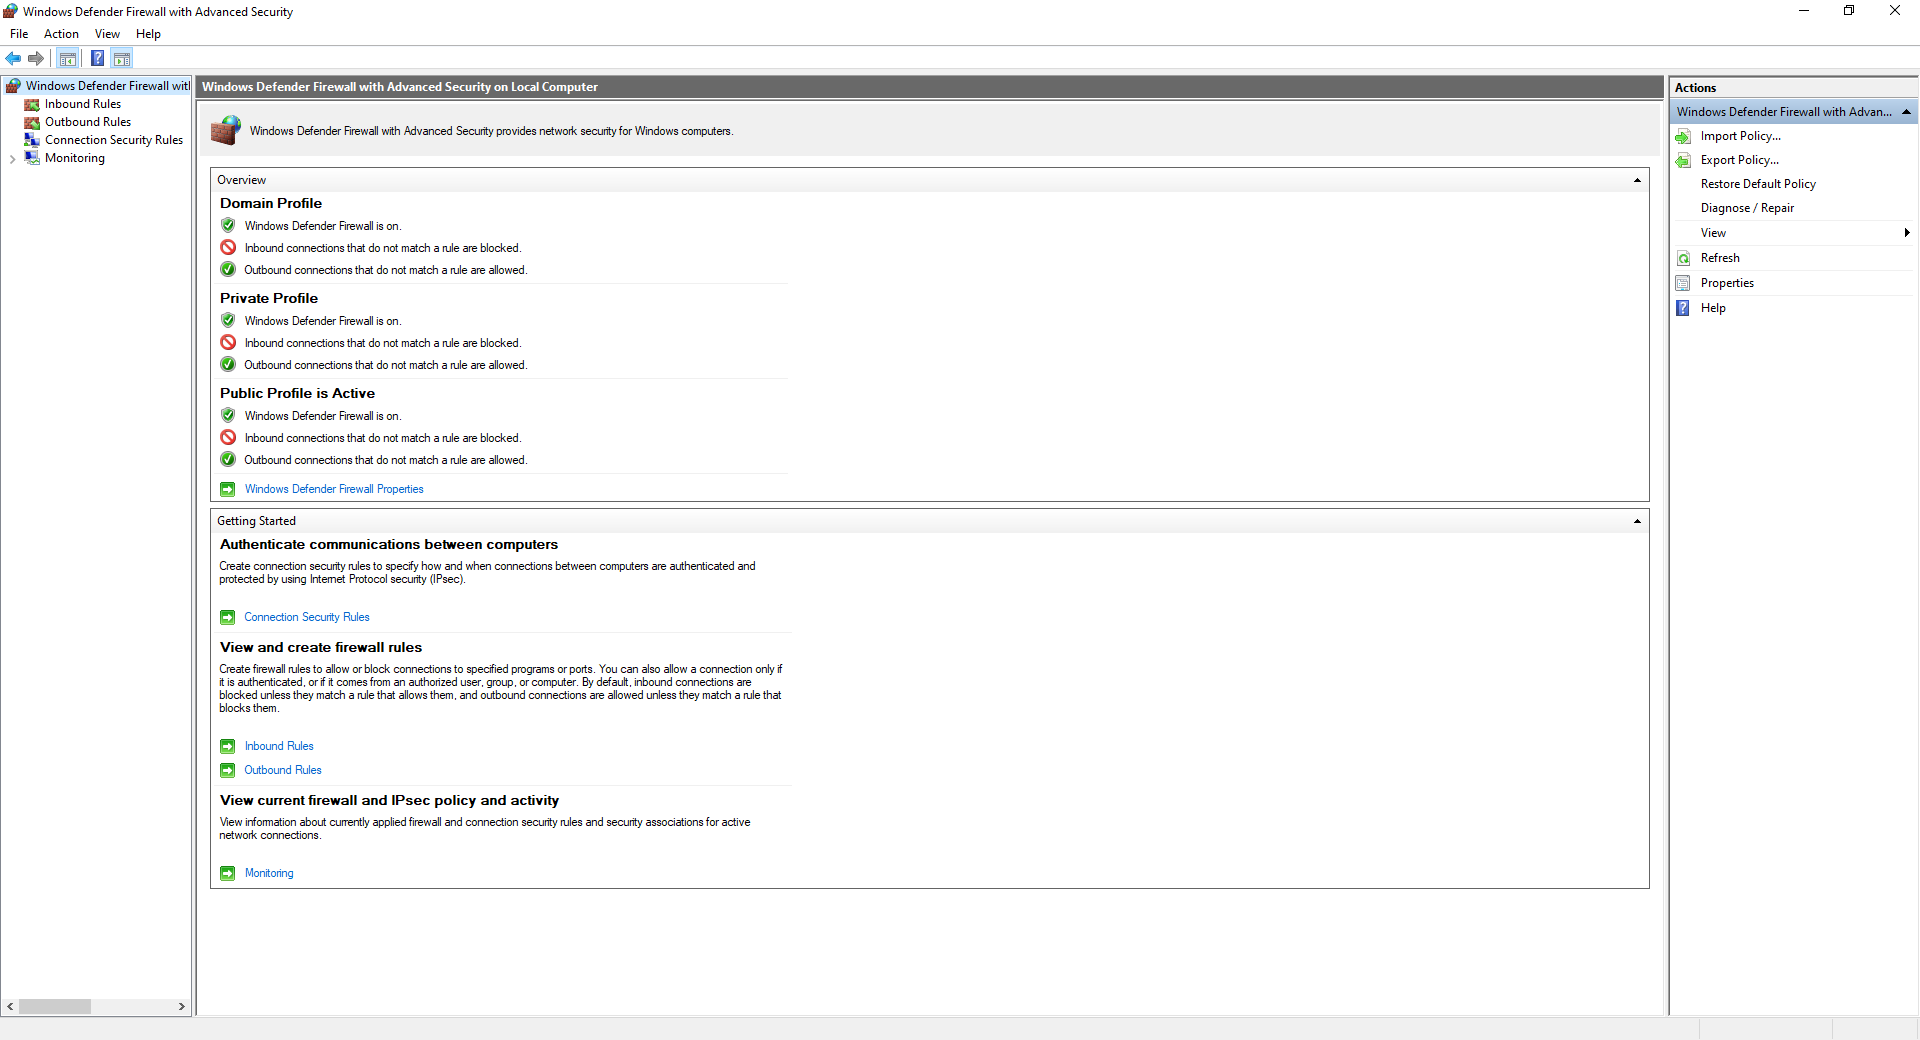 Windows Defender Firewall with Advanced Security
File Action View Help
Windows Defender Firewall wit
Inbound Rules
Outbound Rules
Connection Security Rules
Monitoring
Windows Defender Firewall with Advanced Security on Local Computer
Windows Defender Firewall with Advanced Security provides network security for Windows computers.
Overview
Domain Profile
Windows Defender Firewall is on.
Inbound connections that do not match a rule are blocked.
Outbound connections that do not match a rule are allowed.
Private Profile
Windows Defender Firewall is on.
Inbound connections that do not match a rule are blocked.
Outbound connections that do not match a rule are allowed.
Public Profile is Active
Windows Defender Firewall is on.
Inbound connections that do not match a rule are blocked.
Outbound connections that do not match a rule are allowed.
Windows Defender Firewall Properties
Getting Started
Authenticate communications between computers
Create connection security rules to specify how and when connections between computers are authenticated and
protected by using Internet Protocol security (IPsec).
Connection Security Rules
View and create firewall rules
Create firewall rules to allow or block connections to specified programs or ports. You can also allow a connection only if
it is authenticated, or if it comes from an authorized user, group, or computer. By default, inbound connections are
blocked unless they match a rule that allows them, and outbound connections are allowed unless they match a rule that
blocks them.
Inbound Rules
Outbound Rules
View current firewall and IPsec policy and activity
View information about currently applied firewall and connection security rules and security associations for active
network connections.
Monitoring
Actions
Windows Defender Firewall with Advan...
Import Policy...
Export Policy...
Restore Default Policy
Diagnose / Repair
View
Refresh
Properties
Help